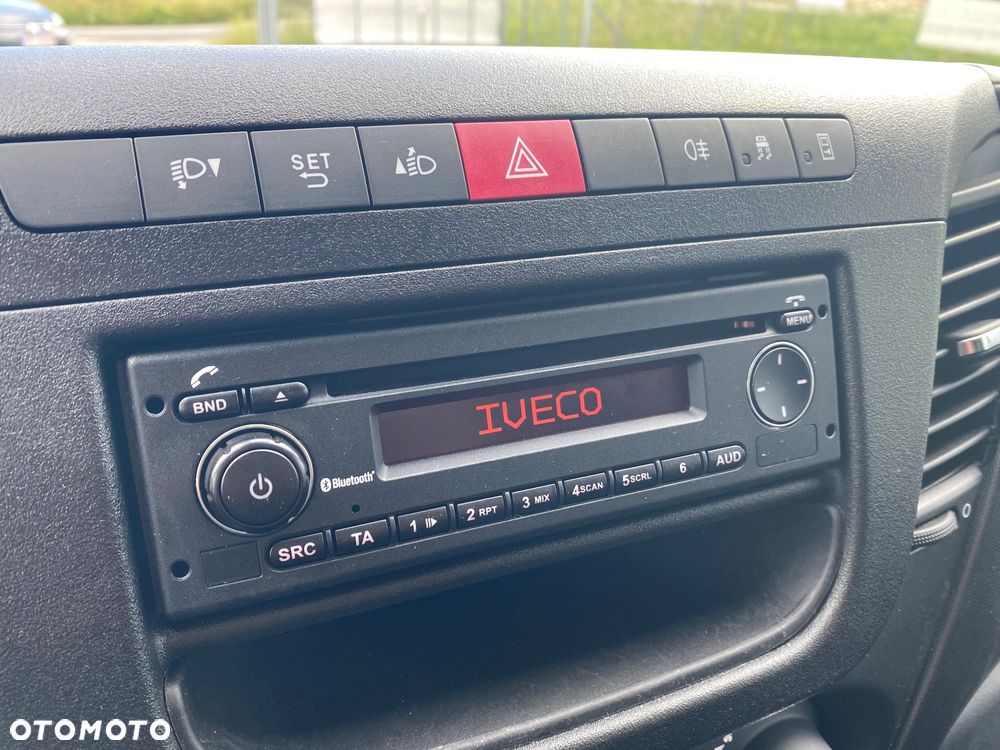 SET
MENU
BND
IVECO
Bluetooth
SRC
TA
1
2 RPT
3 MIX
4 SCAN
5 SCRL
6
AUD
0
OTOMOTO